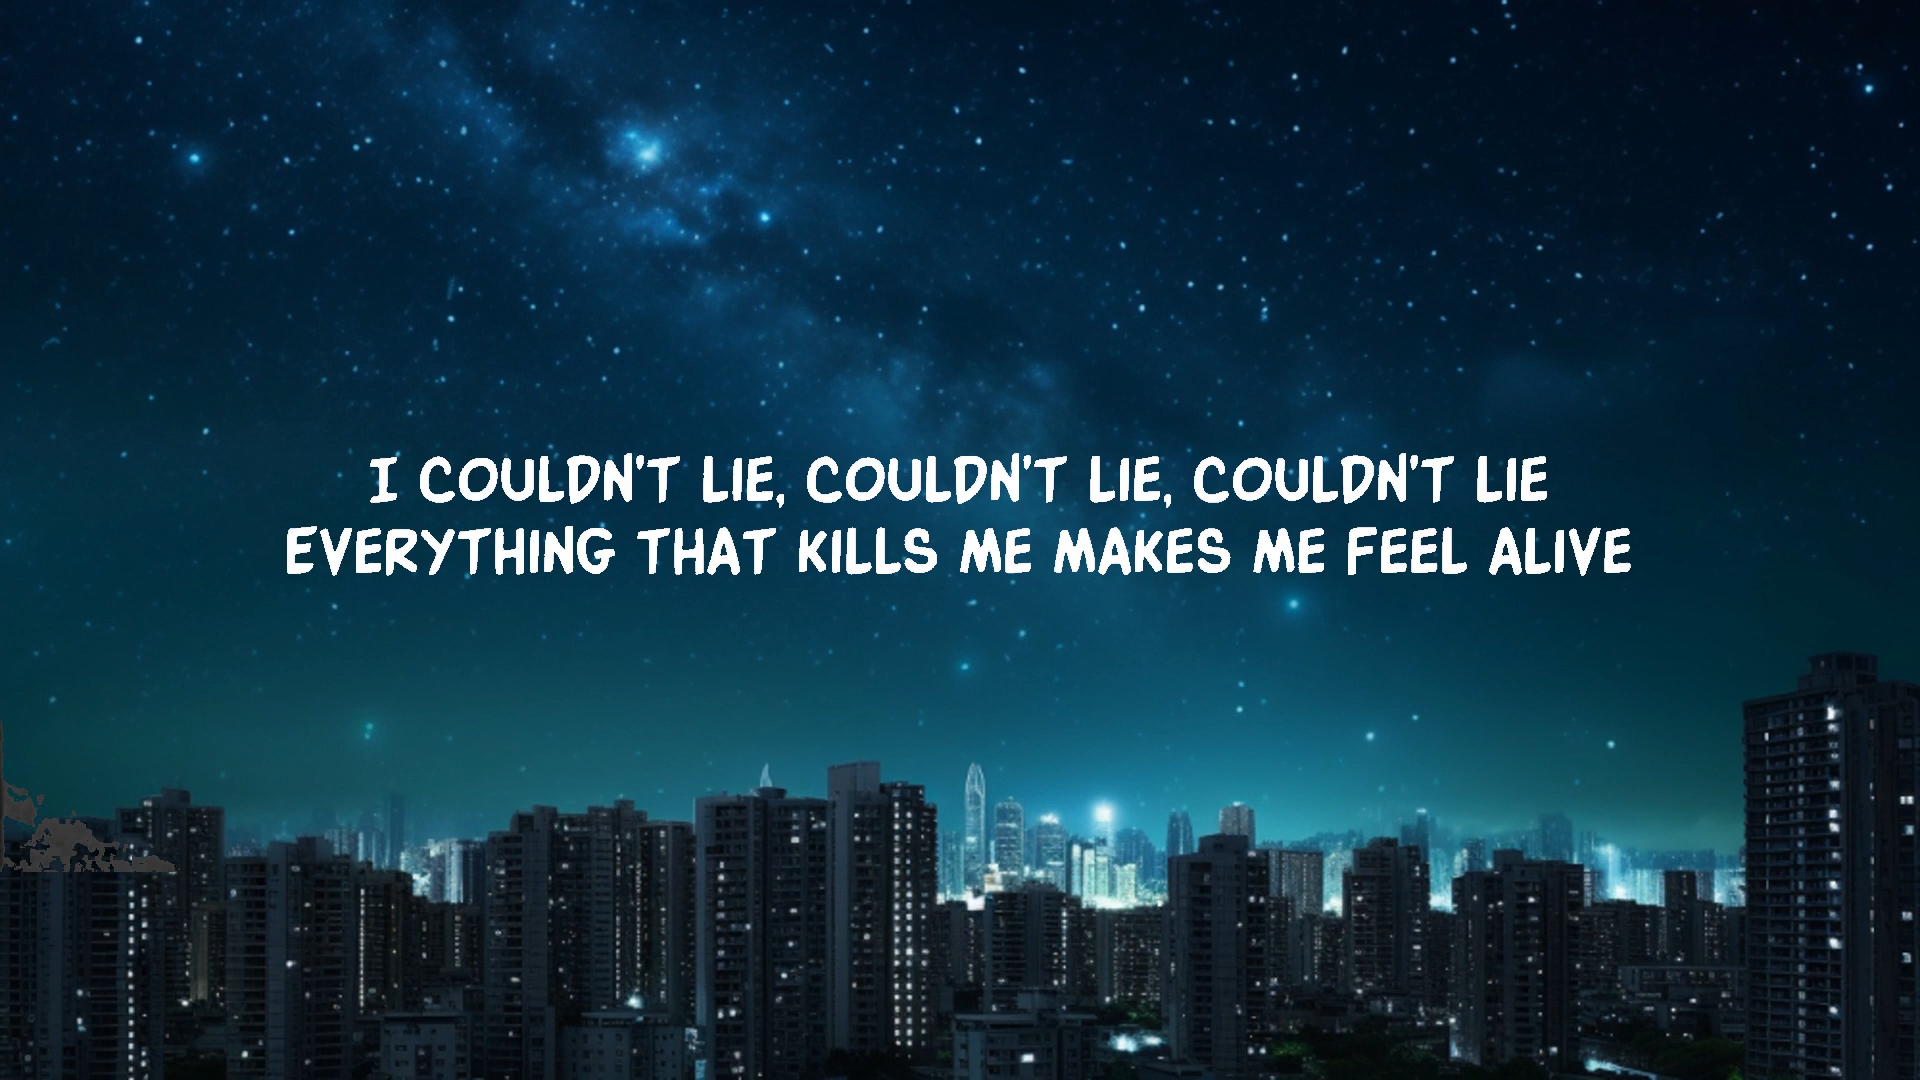 I COULDN'T LIE, COULDN'T LIE, COULDN'T LIE
EVERYTHING THAT KILLS ME MAKES ME FEEL ALIVE